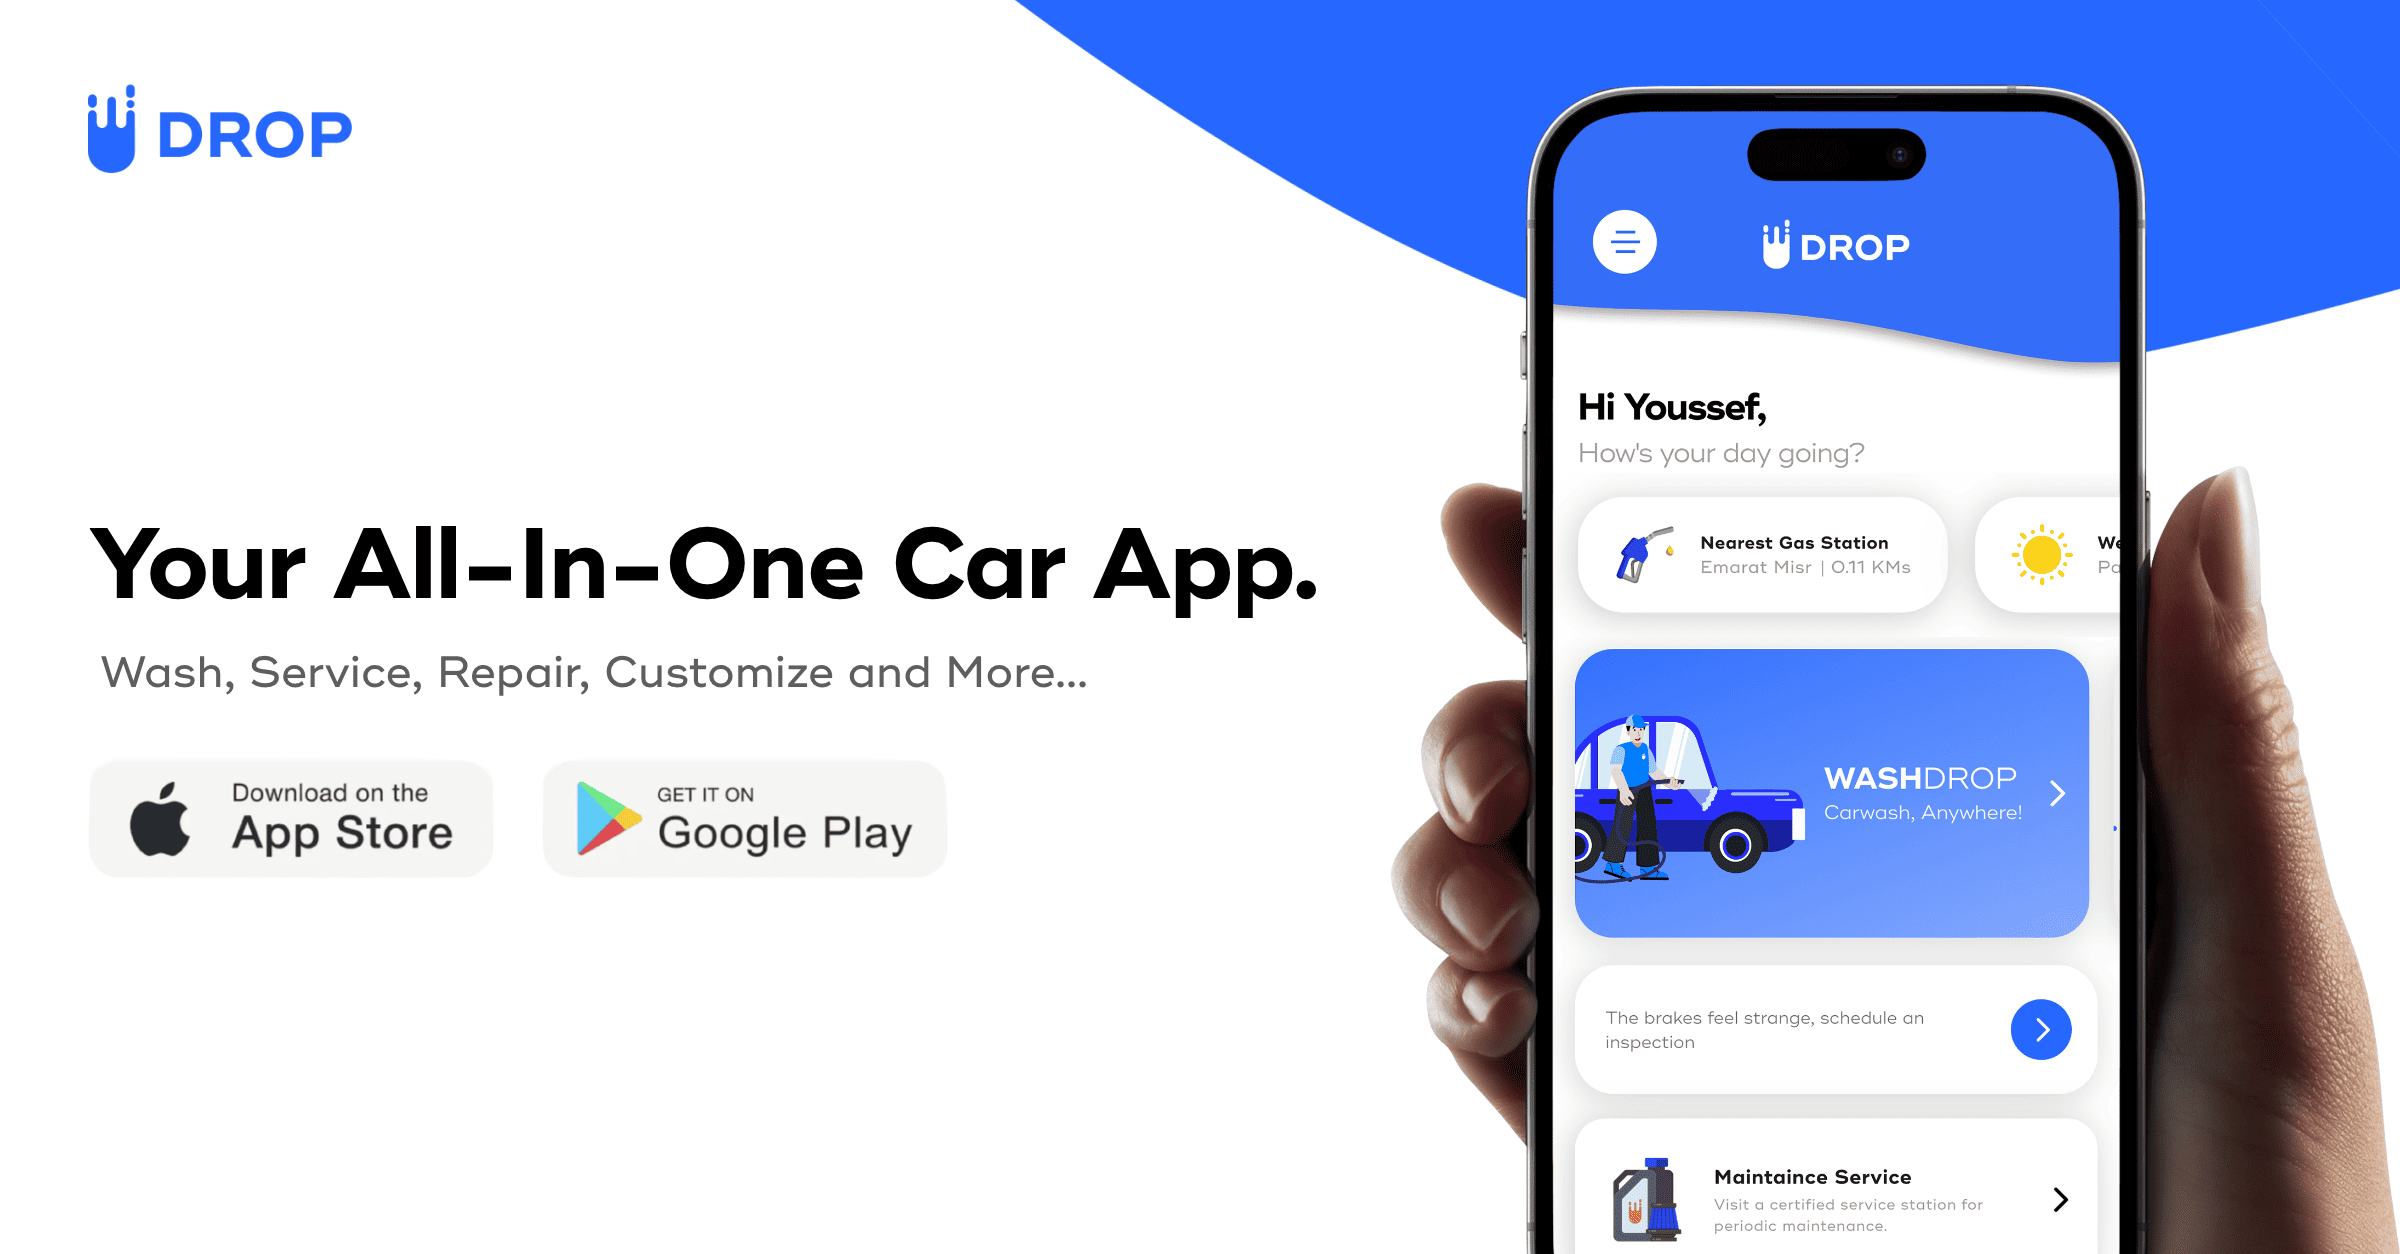 DROP
Your All-In-One Car App.
Wash, Service, Repair, Customize and More...
Download on the
App Store
GET IT ON
Google Play
DROP
Hi Youssef,
How's your day going?
Nearest Gas Station
Emarat Misr | 0.11 KMs
WASHDROP
Carwash, Anywhere!
The brakes feel strange, schedule an
inspection
Maintaince Service
Visit a certified service station for
periodic maintenance.